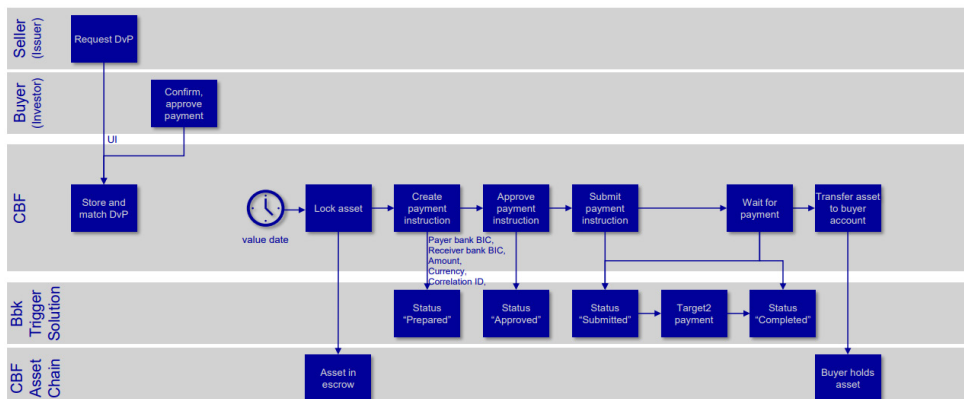 Seller
(Issuer)
Request DvP
Buyer
(Investor)
Confirm,
approve
payment
UI
CBF
Store and
match DvP
value date
Lock asset
Create
payment
instruction
Approve
payment
instruction
Submit
payment
instruction
Wait for
payment
Transfer asset
to buyer
account
Payer bank BIC,
Receiver bank BIC,
Amount,
Currency,
Correlation ID,
Bbk
Trigger
Solution
Status
“Prepared”
Status
“Approved”
Status
“Submitted”
Target2
payment
Status
“Completed”
CBF
Asset
Chain
Asset in
escrow
Buyer holds
asset